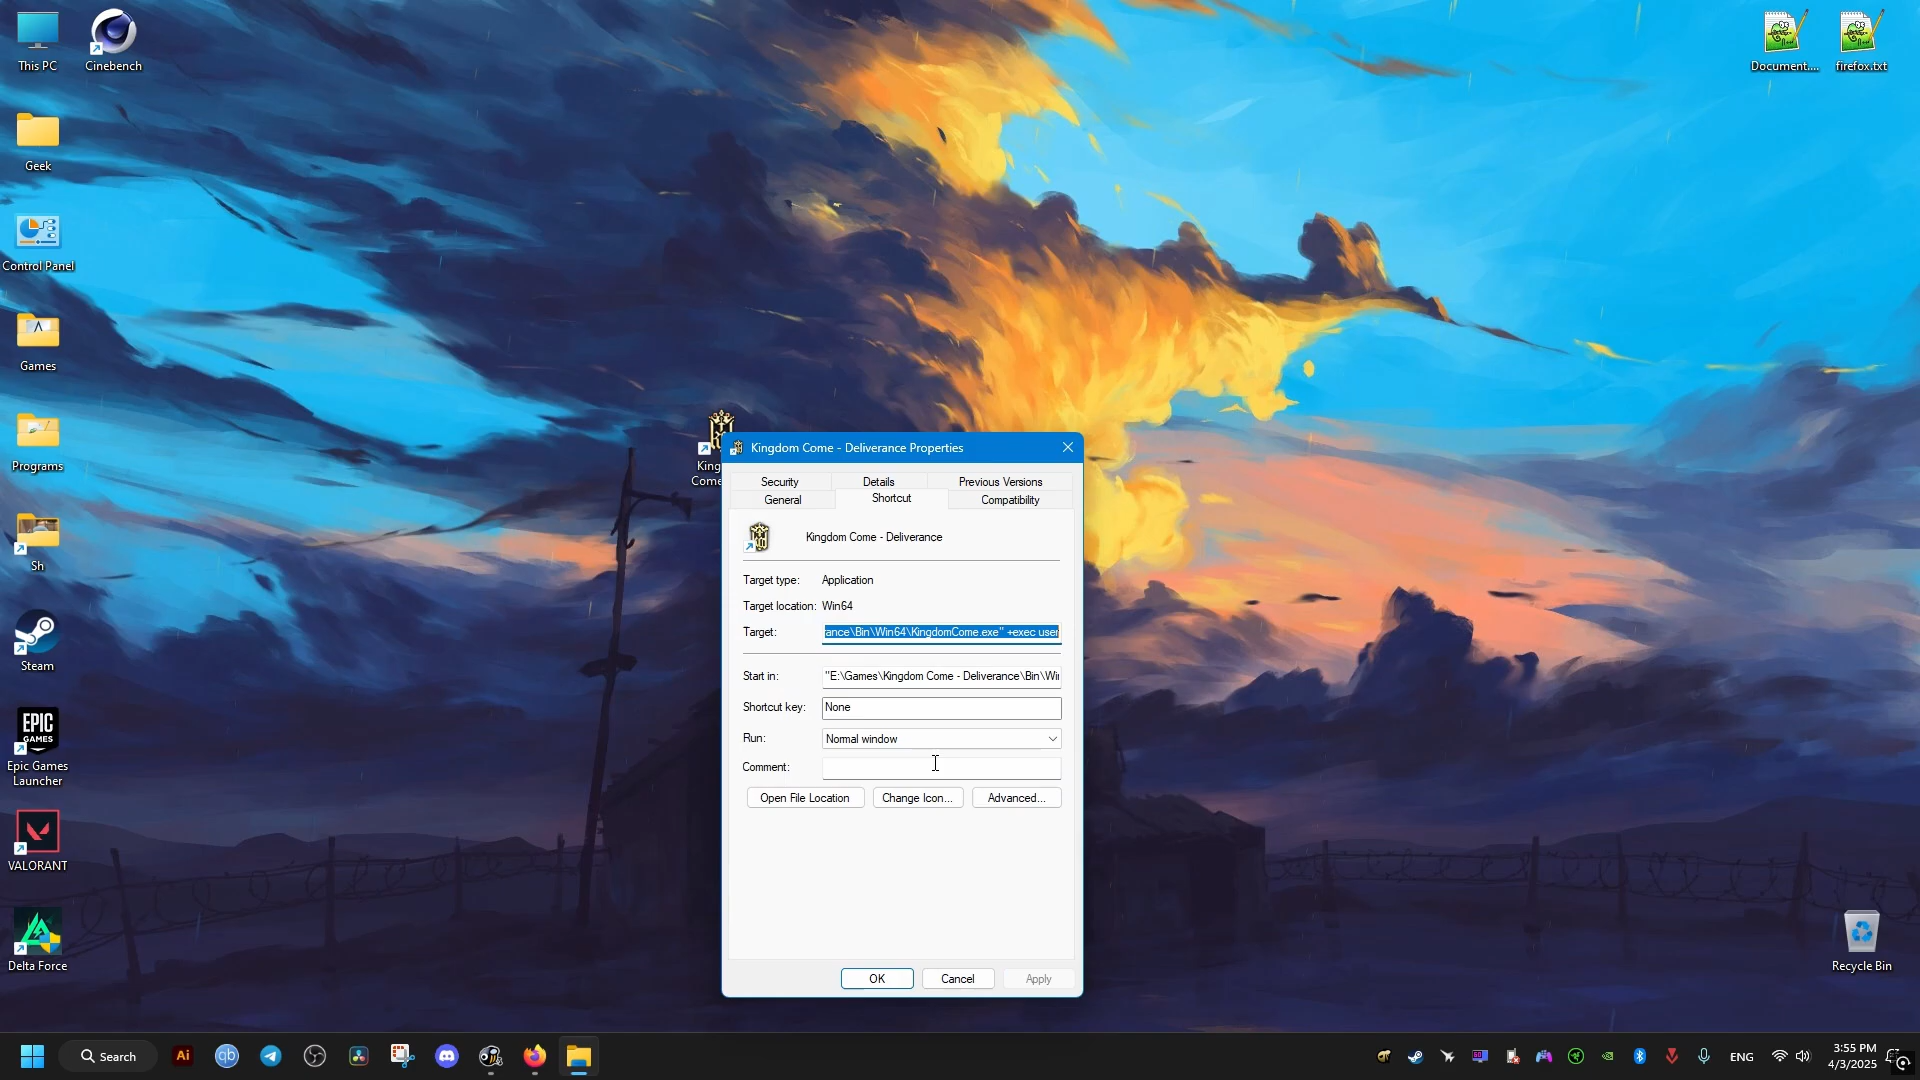 This PC
Cinebench
Document....
firefox.txt
Geek
Control Panel
Games
Programs
Sh
Steam
EPIC
GAMES
Epic Games
Launcher
VALORANT
Delta Force
Recycle Bin
Kingdom Come - Deliverance Properties
Security
Details
Previous Versions
General
Shortcut
Compatibility
Kingdom Come - Deliverance
Target type: Application
Target location: Win64
Target: ance\Bin\Win64\KingdomCome.exe" +exec user
Start in: "E:\Games\Kingdom Come - Deliverance\Bin\Wi
Shortcut key: None
Run: Normal window
Comment:
Open File Location
Change Icon...
Advanced...
OK
Cancel
Apply
Search
Ai
qb
ENG
3:55 PM
4/3/2025